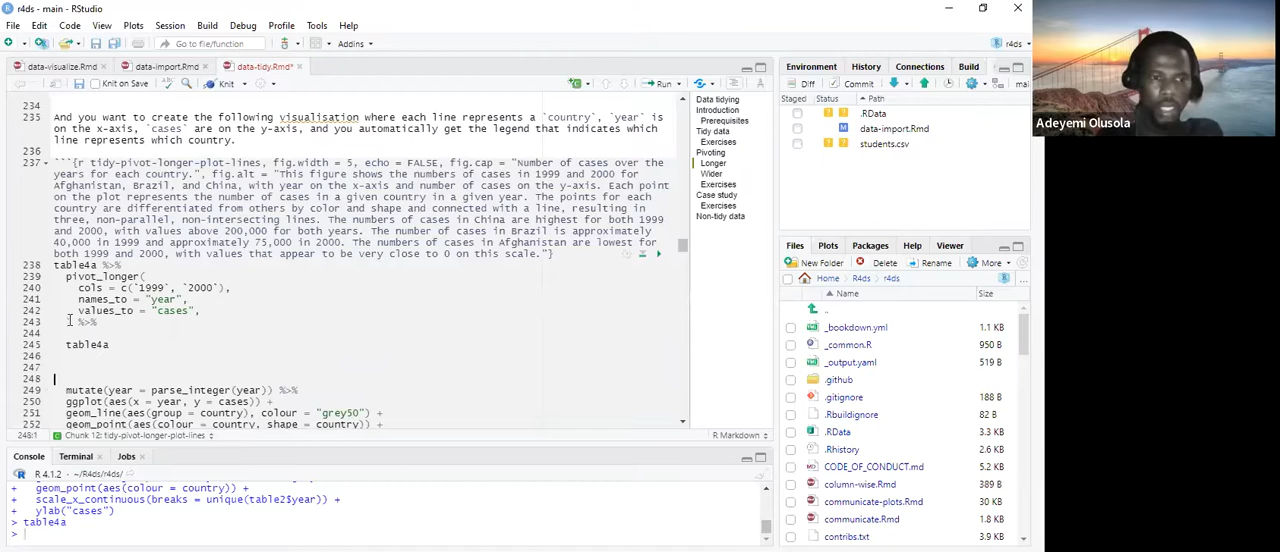 r4ds - main - RStudio
File Edit Code View Plots Session Build Debug Profile Tools Help
Go to file/function Addins r4ds
data-visualize.Rmd data-import.Rmd data-tidy.Rmd*
Knit on Save Knit Run
234
235 And you want to create the following visualisation where each line represents a `country`, `year` is
on the x-axis, `cases` are on the y-axis, and you automatically get the legend that indicates which
line represents which country.
236
237 ```{r tidy-pivot-longer-plot-lines, fig.width = 5, echo = FALSE, fig.cap = "Number of cases over the
years for each country.", fig.alt = "This figure shows the numbers of cases in 1999 and 2000 for
Afghanistan, Brazil, and China, with year on the x-axis and number of cases on the y-axis. Each point
on the plot represents the number of cases in a given country in a given year. The points for each
country are differentiated from others by color and shape and connected with a line, resulting in
three, non-parallel, non-intersecting lines. The numbers of cases in China are highest for both 1999
and 2000, with values above 200,000 for both years. The number of cases in Brazil is approximately
40,000 in 1999 and approximately 75,000 in 2000. The numbers of cases in Afghanistan are lowest for
both 1999 and 2000, with values that appear to be very close to 0 on this scale."}
238 table4a %>%
239 pivot_longer(
240 cols = c(`1999`, `2000`),
241 names_to = "year",
242 values_to = "cases",
243 ) %>%
244
245 table4a
246
247
248
249 mutate(year = parse_integer(year)) %>%
250 ggplot(aes(x = year, y = cases)) +
251 geom_line(aes(group = country), colour = "grey50") +
252 geom_point(aes(colour = country, shape = country)) +
248:1 Chunk 12: tidy-pivot-longer-plot-lines R Markdown
Data tidying
Introduction
Prerequisites
Tidy data
Exercises
Pivoting
Longer
Wider
Exercises
Case study
Exercises
Non-tidy data
Console Terminal Jobs
R 4.1.2 · ~/R4ds/r4ds/
+ geom_point(aes(colour = country)) +
+ scale_x_continuous(breaks = unique(table2$year)) +
+ ylab("cases")
> table4a
>
Environment History Connections Build
Diff Commit
Staged Status Path
.RData
M data-import.Rmd
students.csv
Files Plots Packages Help Viewer
New Folder Delete Rename More
Home R4ds r4ds
Name Size
..
_bookdown.yml 1.1 KB
_common.R 950 B
_output.yaml 519 B
.github
.gitignore 188 B
.Rbuildignore 82 B
.RData 3.3 KB
.Rhistory 2.6 KB
CODE_OF_CONDUCT.md 5.2 KB
column-wise.Rmd 389 B
communicate-plots.Rmd 30 KB
communicate.Rmd 1.8 KB
contribs.txt 3.9 KB
Adeyemi Olusola